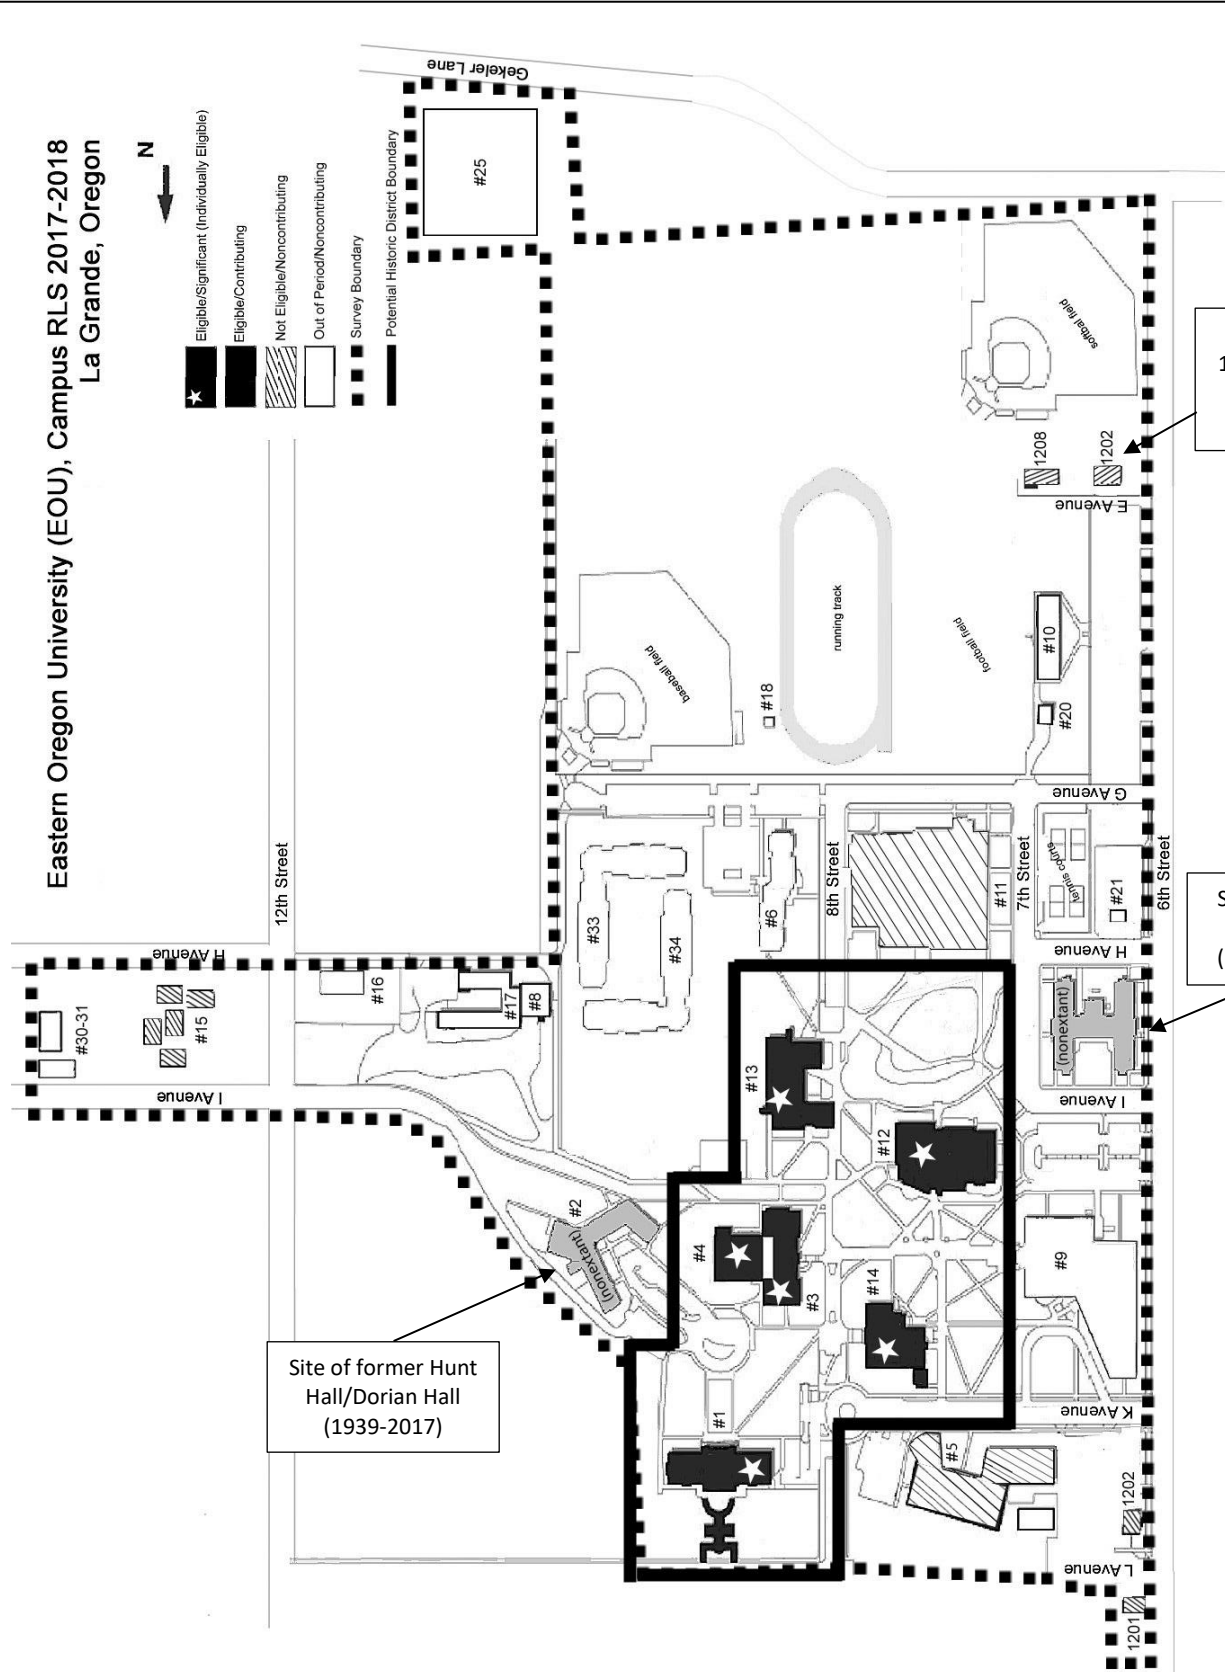 Eastern Oregon University (EOU), Campus RLS 2017-2018
La Grande, Oregon
N
Eligible/Significant (Individually Eligible)
Eligible/Contributing
Not Eligible/Noncontributing
Out of Period/Noncontributing
Survey Boundary
Potential Historic District Boundary
Gekeler Lane
#25
softbal field
1
1208
1202
E Avenue
running track
football field
baseball field
#10
#18
#20
G Avenue
12th Street
8th Street
7th Street
6th Street
tennis courts
#33
#34
#6
#11
#21
S
(
H Avenue
H Avenue
#16
#17
#8
#30-31
#15
(nonextant)
I Avenue
I Avenue
#13
#12
#2
(nonextant)
#4
#3
#14
#9
Site of former Hunt
Hall/Dorian Hall
(1939-2017)
#1
K Avenue
#5
1202
L Avenue
1201